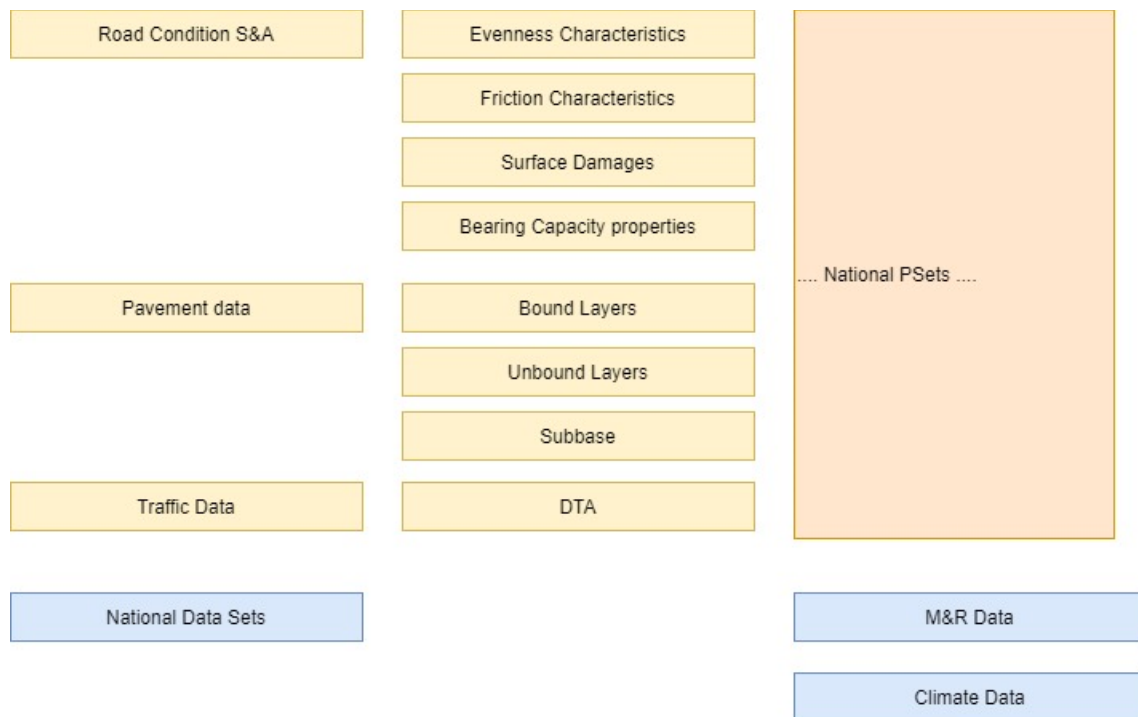 Road Condition S&A
Evenness Characteristics
Friction Characteristics
Surface Damages
Bearing Capacity properties
.... National PSets ....
Pavement data
Bound Layers
Unbound Layers
Subbase
Traffic Data
DTA
National Data Sets
M&R Data
Climate Data